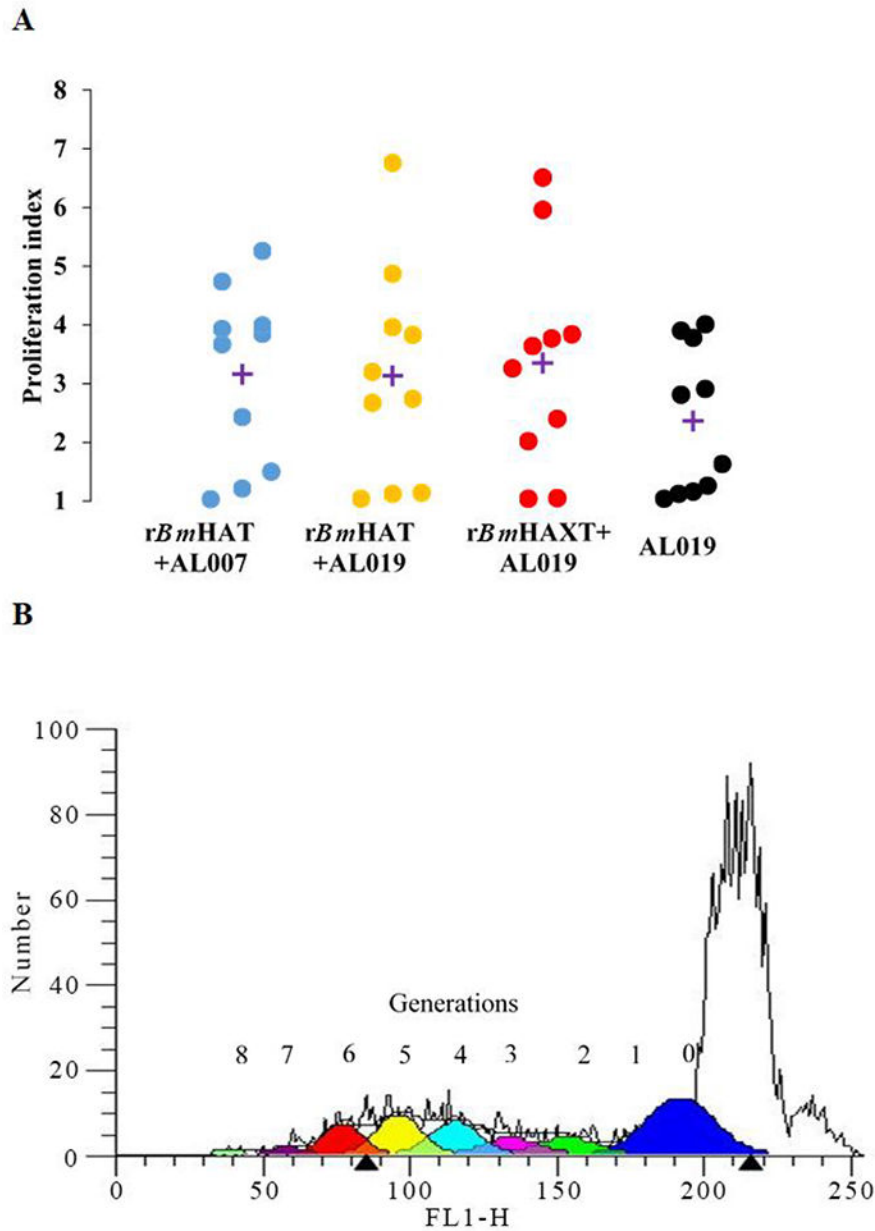 A
8
7
6
5
4
3
2
1
Proliferation index
rBmHAT
+AL007
rBmHAT
+AL019
rBmHAXT+
AL019
AL019
B
100
80
60
40
20
0
Number
Generations
8 7 6 5 4 3 2 1 0
0 50 100 150 200 250
FL1-H